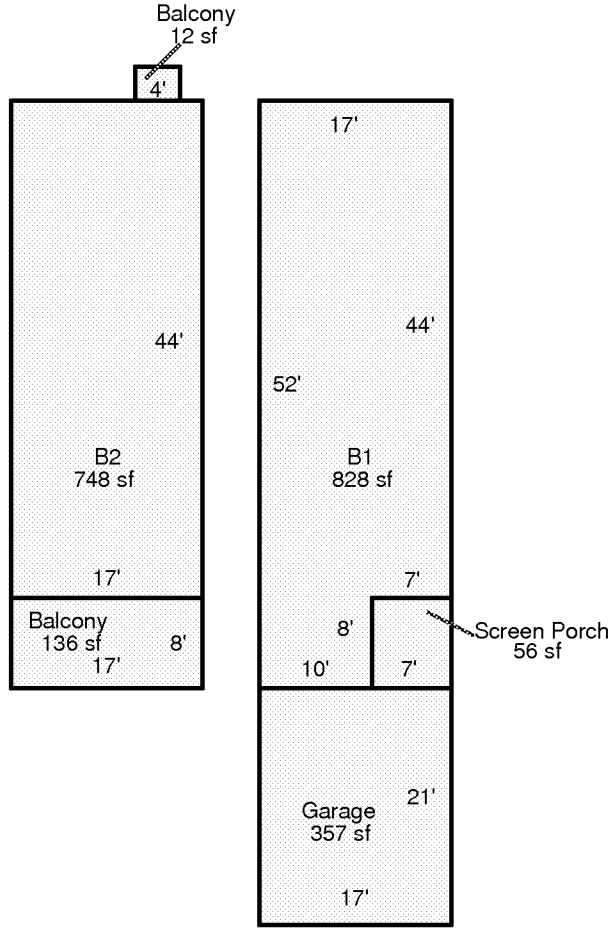 Balcony
12 sf
4'
44'
B2
748 sf
17'
Balcony
136 sf
8'
17'
17'
44'
52'
B1
828 sf
7'
8'
10'
7'
Screen Porch
56 sf
21'
Garage
357 sf
17'